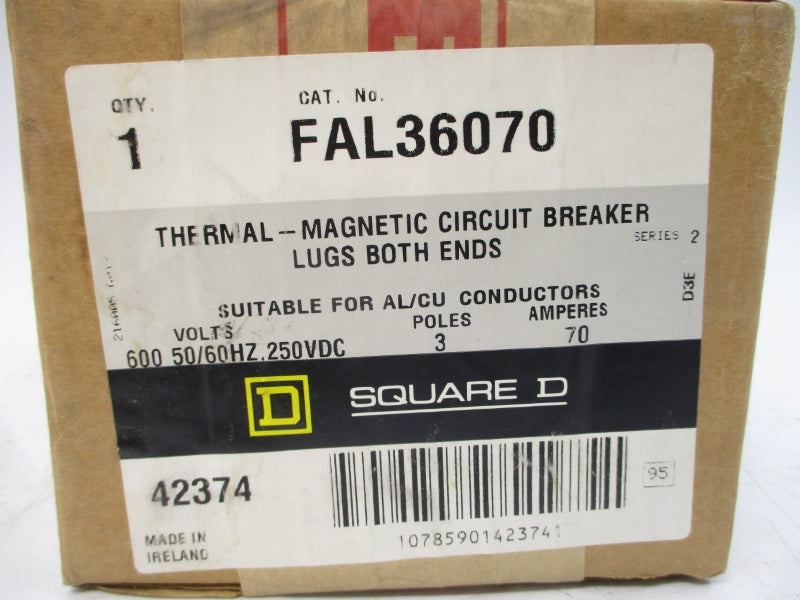 QTY.
CAT. No.
1
FAL36070
THERMAL--MAGNETIC CIRCUIT BREAKER
LUGS BOTH ENDS
SERIES 2
D3E
SUITABLE FOR AL/CU CONDUCTORS
VOLTS
POLES
AMPERES
600 50/60HZ,250VDC
3
70
D
SQUARE D
42374
95
MADE IN
IRELAND
10785901423741